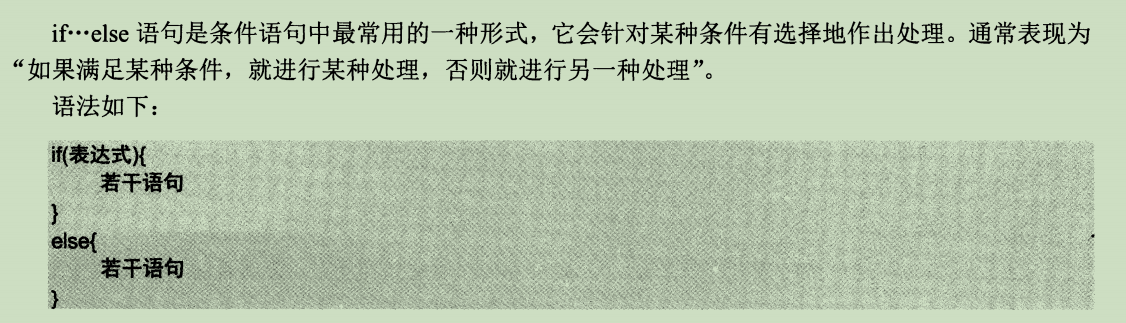 if…else 语句是条件语句中最常用的一种形式，它会针对某种条件有选择地作出处理。通常表现为
“如果满足某种条件，就进行某种处理，否则就进行另一种处理”。
语法如下：
if(表达式){
若干语句
}
else{
若干语句
}